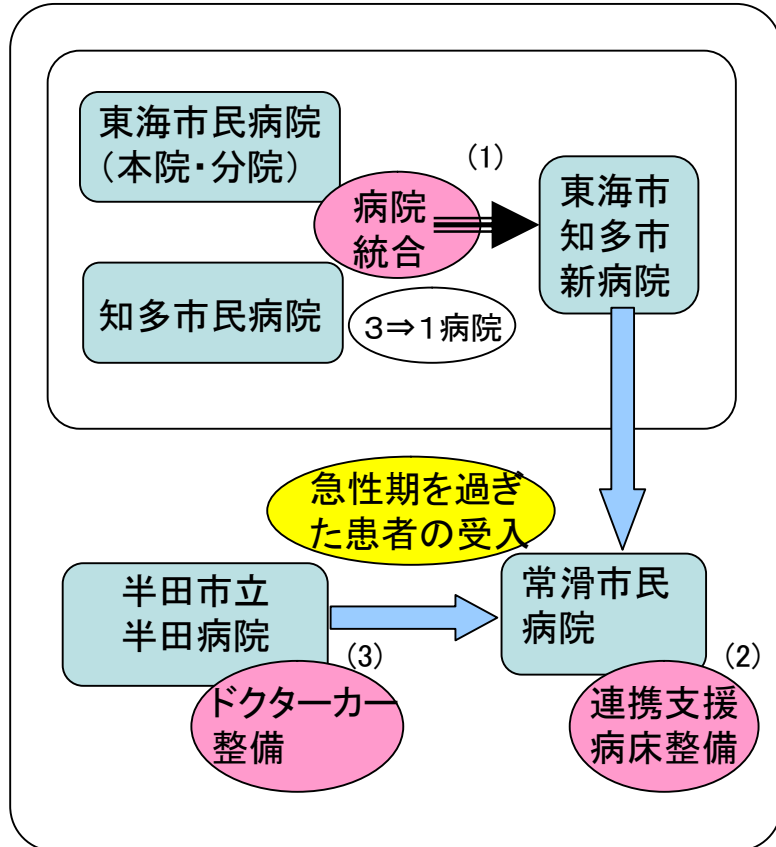 東海市民病院
（本院・分院）
(1)
病院
統合
東海市
知多市
新病院
知多市民病院
3⇒1病院
急性期を過ぎ
た患者の受入
半田市立
半田病院
常滑市民
病院
(3)
(2)
ドクターカー
整備
連携支援
病床整備